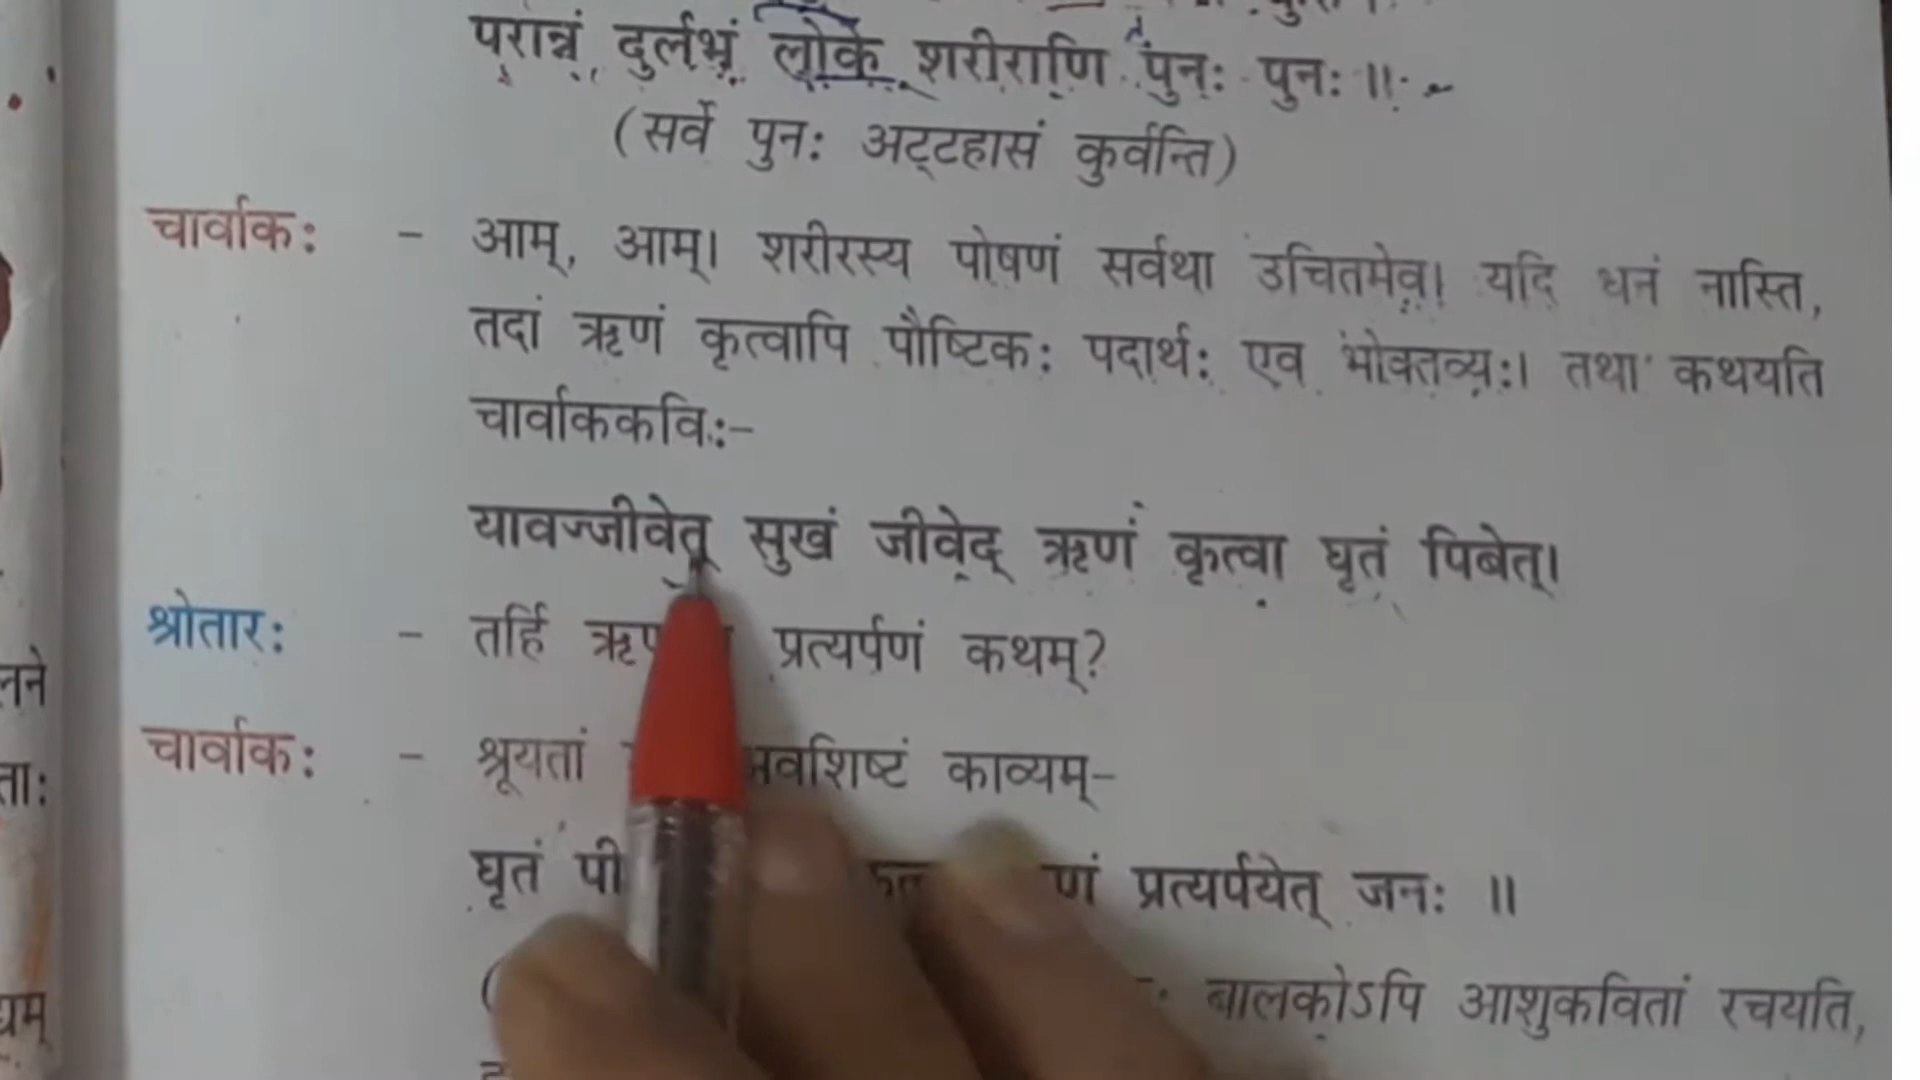 परान्नं दुर्लभं लोके शरीराणि पुनः पुनः ॥
(सर्वे पुनः अट्टहासं कुर्वन्ति)
चार्वाकः - आम्, आम्। शरीरस्य पोषणं सर्वथा उचितमेव। यदि धनं नास्ति,
तदा ऋणं कृत्वापि पौष्टिकः पदार्थः एव भोक्तव्यः। तथा कथयति
चार्वाककविः-
यावज्जीवेत् सुखं जीवेद् ऋणं कृत्वा घृतं पिबेत्।
श्रोतारः - तर्हि प्रत्यर्पणं कथम्?
चार्वाकः - श्रूयतां अवशिष्टं काव्यम्-
घृतं प्रत्यर्पयेत् जनः ॥
बालकोऽपि आशुकवितां रचयति,
लने
ताः